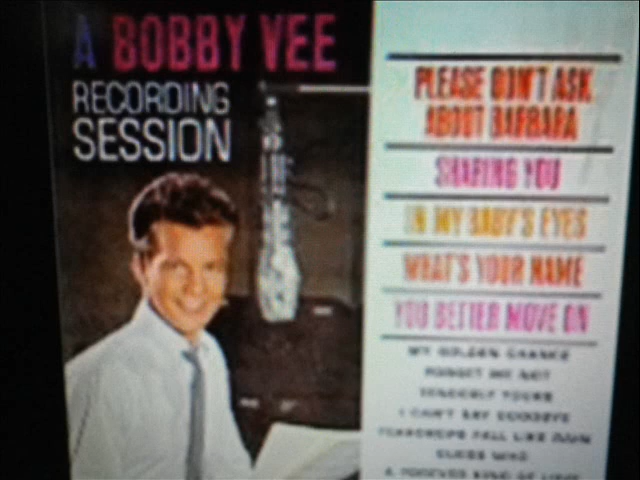 A BOBBY VEE
RECORDING
SESSION
PLEASE DON'T ASK
ABOUT BARBARA
SHARING YOU
IN MY BABY'S EYES
WHAT'S YOUR NAME
YOU BETTER MOVE ON
MY GOLDEN CHANCE
FORGET ME NOT
TENDERLY YOURS
I CAN'T SAY GOODBYE
TEARDROPS FALL LIKE RAIN
GUESS WHO
A FOREVER KIND OF LOVE